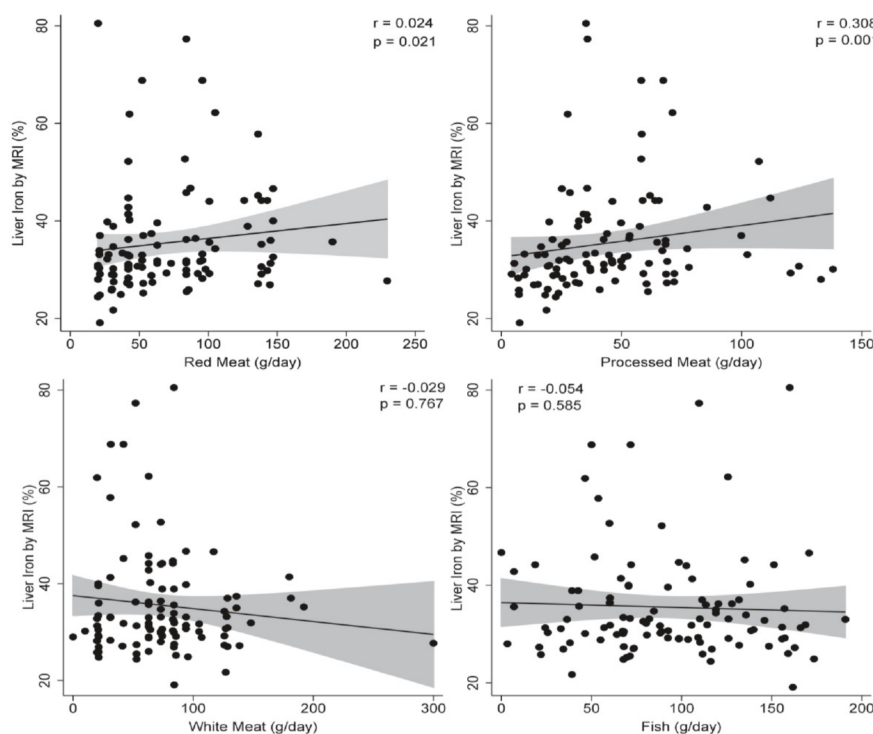 r = 0.024
p = 0.021
Liver Iron by MRI (%)
80
60
40
20
0 50 100 150 200 250
Red Meat (g/day)
r = 0.308
p = 0.001
Liver Iron by MRI (%)
80
60
40
20
0 50 100 150
Processed Meat (g/day)
r = -0.029
p = 0.767
Liver Iron by MRI (%)
80
60
40
20
0 100 200 300
White Meat (g/day)
r = -0.054
p = 0.585
Liver Iron by MRI (%)
80
60
40
20
0 50 100 150 200
Fish (g/day)